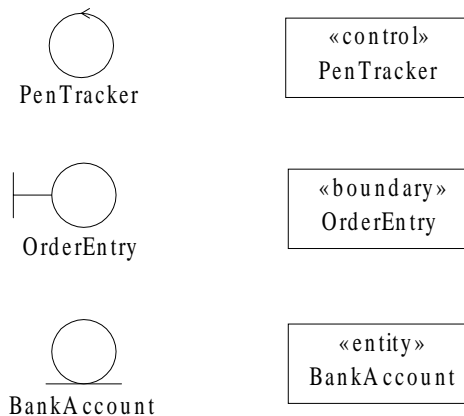 «control»
PenTracker
PenTracker
«boundary»
OrderEntry
OrderEntry
«entity»
BankAccount
BankAccount